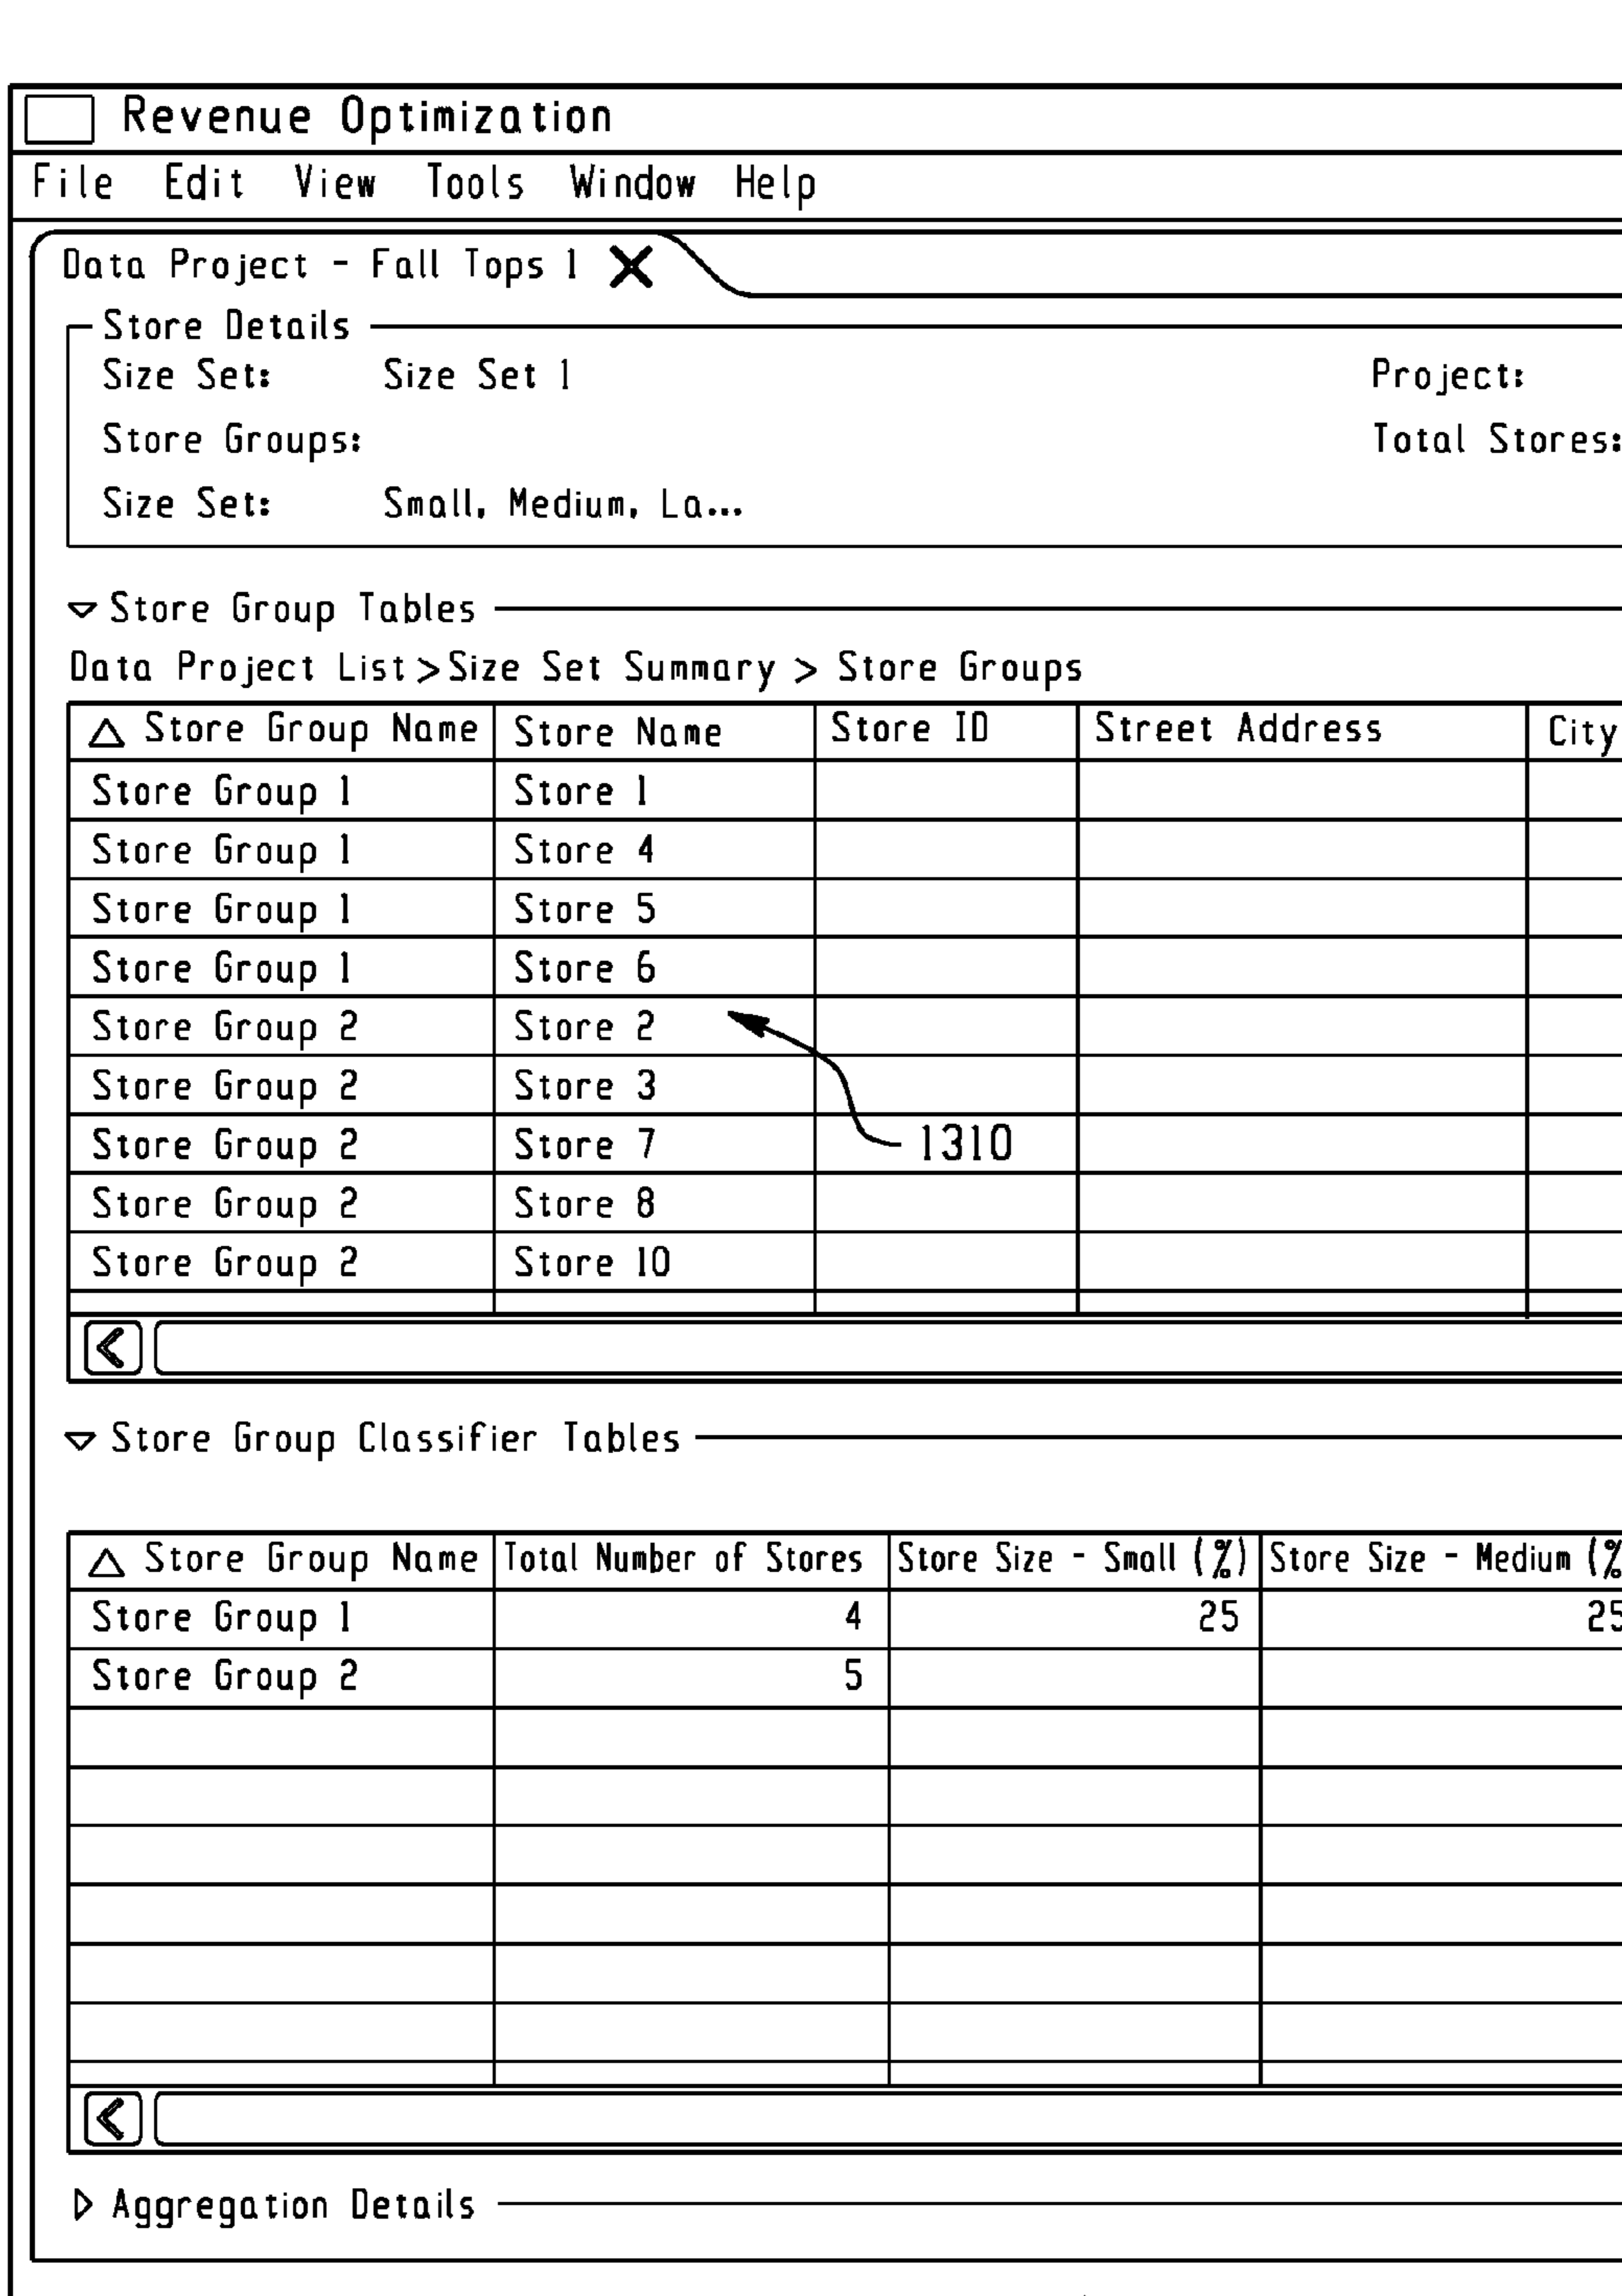 Revenue Optimization
File Edit View Tools Window Help
Data Project - Fall Tops 1
Store Details
Size Set: Size Set 1 Project:
Store Groups: Total Stores:
Size Set: Small, Medium, La...
Store Group Tables
Data Project List > Size Set Summary > Store Groups
Store Group Name Store Name Store ID Street Address City
Store Group 1 Store 1
Store Group 1 Store 4
Store Group 1 Store 5
Store Group 1 Store 6
Store Group 2 Store 2
Store Group 2 Store 3
Store Group 2 Store 7 1310
Store Group 2 Store 8
Store Group 2 Store 10
Store Group Classifier Tables
Store Group Name Total Number of Stores Store Size - Small (%) Store Size - Medium (%
Store Group 1 4 25 25
Store Group 2 5
Aggregation Details